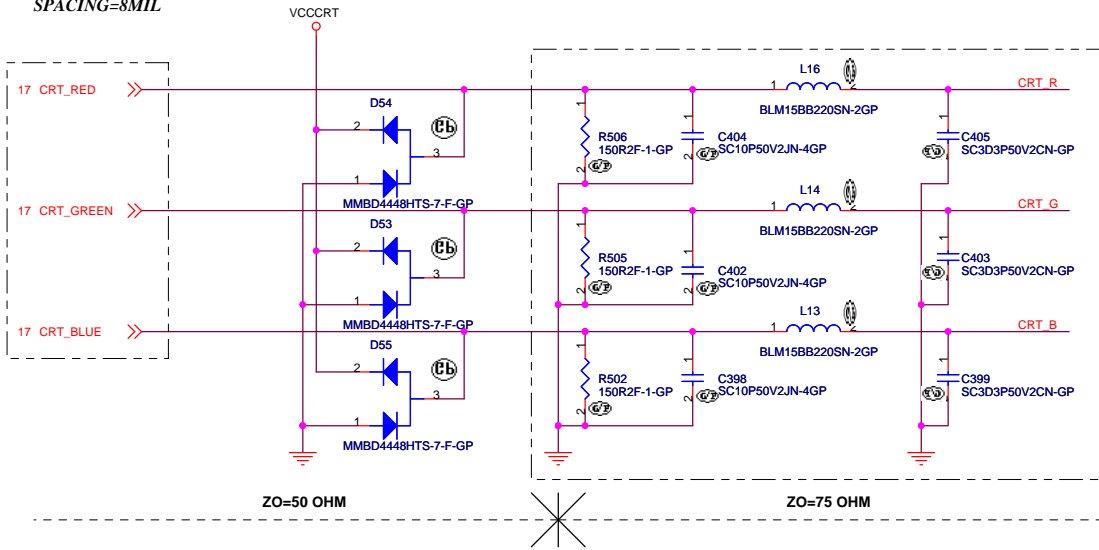 SPACING=8MIL
VCCCRT
17 CRT_RED
1 L16 2
CRT_R
BLM15BB220SN-2GP
D54
2
3
1
MMBD4448HTS-7-F-GP
1
R506
150R2F-1-GP
2
1
C404
SC10P50V2JN-4GP
2
1
C405
SC3D3P50V2CN-GP
17 CRT_GREEN
1 L14 2
CRT_G
BLM15BB220SN-2GP
D53
2
3
1
MMBD4448HTS-7-F-GP
1
R505
150R2F-1-GP
2
1
C402
SC10P50V2JN-4GP
2
1
C403
SC3D3P50V2CN-GP
17 CRT_BLUE
1 L13 2
CRT_B
BLM15BB220SN-2GP
D55
2
3
1
MMBD4448HTS-7-F-GP
1
R502
150R2F-1-GP
2
1
C398
SC10P50V2JN-4GP
2
1
C399
SC3D3P50V2CN-GP
ZO=50 OHM
ZO=75 OHM